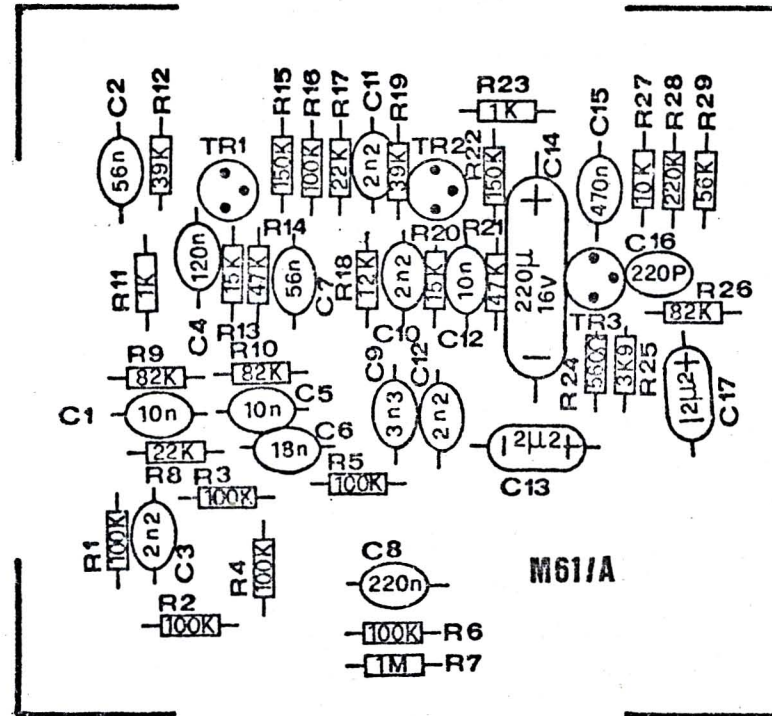 C2
R12
R15
R16
R17
C11
R19
R23
1K
C15
R27
R28
R29
56n
39K
TR1
150K
100K
22K
2n2
39K
TR2
R22
150K
C14
470n
10K
220K
56K
120n
R14
R18
R20
R21
220µ
16V
C16
220P
R11
1K
15K
47K
56n
C7
12K
2n2
15K
10n
47K
TR3
R26
82K
C4
R13
C10
C12
R9
82K
R10
82K
C9
C12
R24
560Ω
3K9
R25
2µ2
C17
C1
10n
10n
C5
3n3
2n2
22K
18n
C6
2µ2
C13
R8
R3
100K
R5
100K
R1
100K
2n2
C3
R4
100K
C8
220n
M61/A
R2
100K
100K
R6
1M
R7